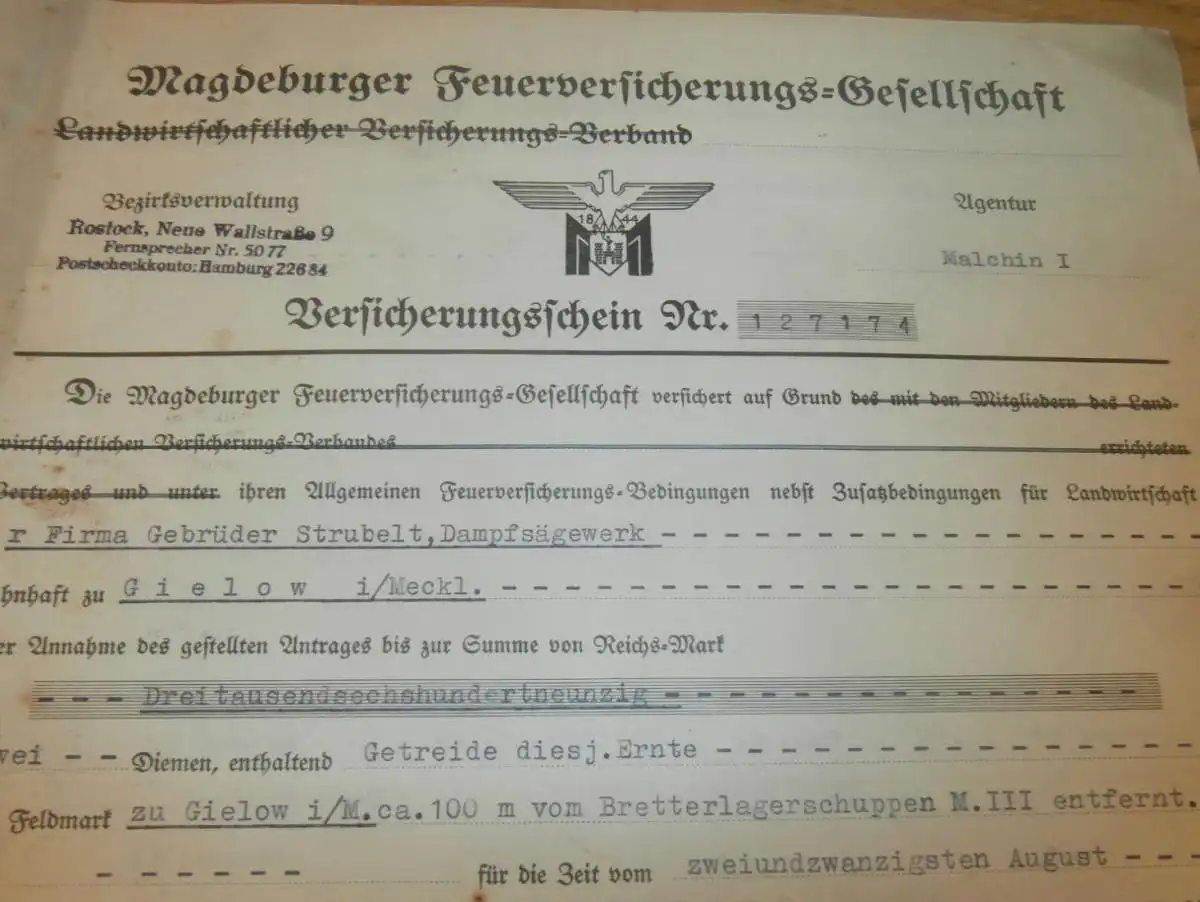 Magdeburger Feuerversicherungs=Gesellschaft
Landwirtschaftlicher Versicherungs=Verband
Bezirksverwaltung
Rostock, Neue Wallstraße 9
Fernsprecher Nr. 5077
Postscheckkonto: Hamburg 22684
18 44
M M
Agentur
Malchin I
Versicherungsschein Nr. 127174
Die Magdeburger Feuerversicherungs=Gesellschaft versichert auf Grund des mit den Mitgliedern des Land-
wirtschaftlichen Versicherungs=Verbandes errichteten
Vertrages und unter ihren Allgemeinen Feuerversicherungs=Bedingungen nebst Zusatzbedingungen für Landwirtschaft
r Firma Gebrüder Strubelt, Dampfsägewerk - - - - - - - - - - - - - - - - - -
hnhaft zu G i e l o w i/Meckl. - - - - - - - - - - - - - - - - - - - - - - -
er Annahme des gestellten Antrages bis zur Summe von Reichs=Mark
- - - Dreitausendsechshundertneunzig - - - - - - - - - - - - - - - -
wei - - Diemen, enthaltend Getreide diesj. Ernte - - - - - - - - - - - - - - - -
Feldmark zu Gielow i/M. ca. 100 m vom Bretterlagerschuppen M.III entfernt.
- - - - - - für die Zeit vom zweiundzwanzigsten August - - -